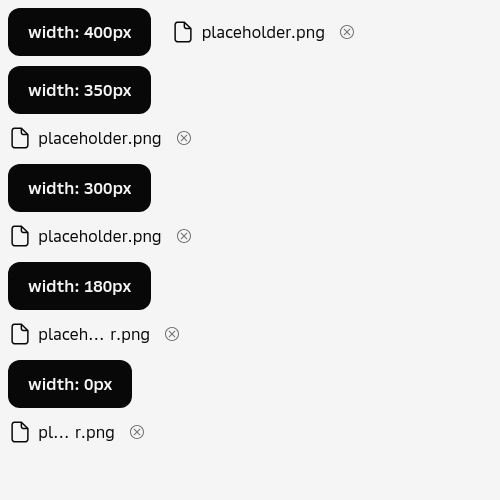 width: 400px placeholder.png
width: 350px
placeholder.png
width: 300px
placeholder.png
width: 180px
placeh... r.png
width: 0px
pl... r.png